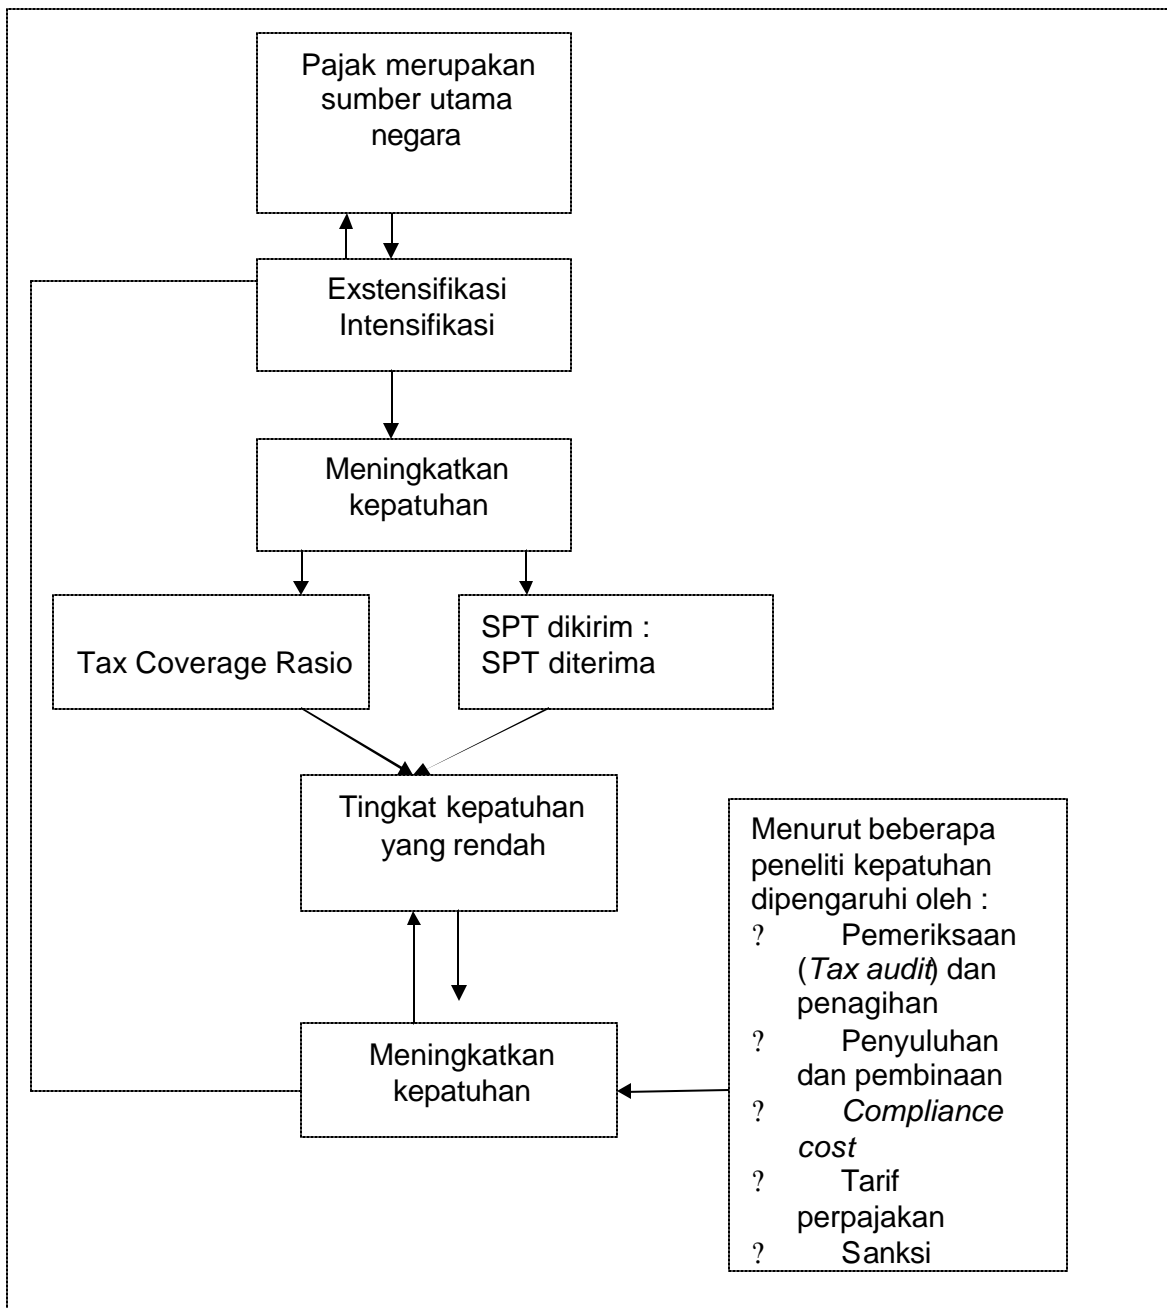 Pajak merupakan
sumber utama
negara
Exstensifikasi
Intensifikasi
Meningkatkan
kepatuhan
Tax Coverage Rasio
SPT dikirim :
SPT diterima
Tingkat kepatuhan
yang rendah
Meningkatkan
kepatuhan
Menurut beberapa
peneliti kepatuhan
dipengaruhi oleh :
? Pemeriksaan
(Tax audit) dan
penagihan
? Penyuluhan
dan pembinaan
? Compliance
cost
? Tarif
perpajakan
? Sanksi